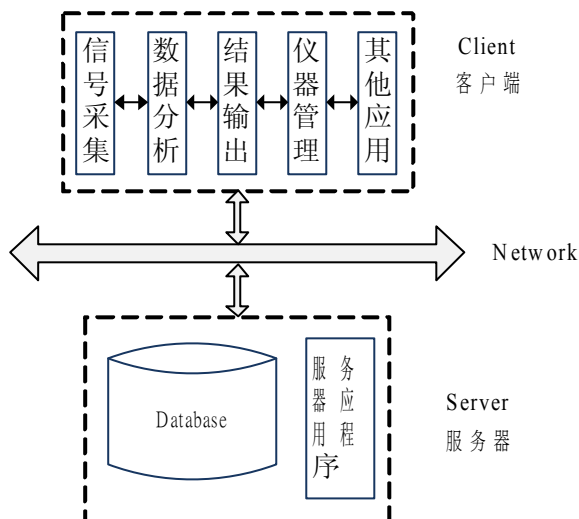 信号采集
数据分析
结果输出
仪器管理
其他应用
Client
客户端
Network
Database
服务
器应
用程
序
Server
服务器